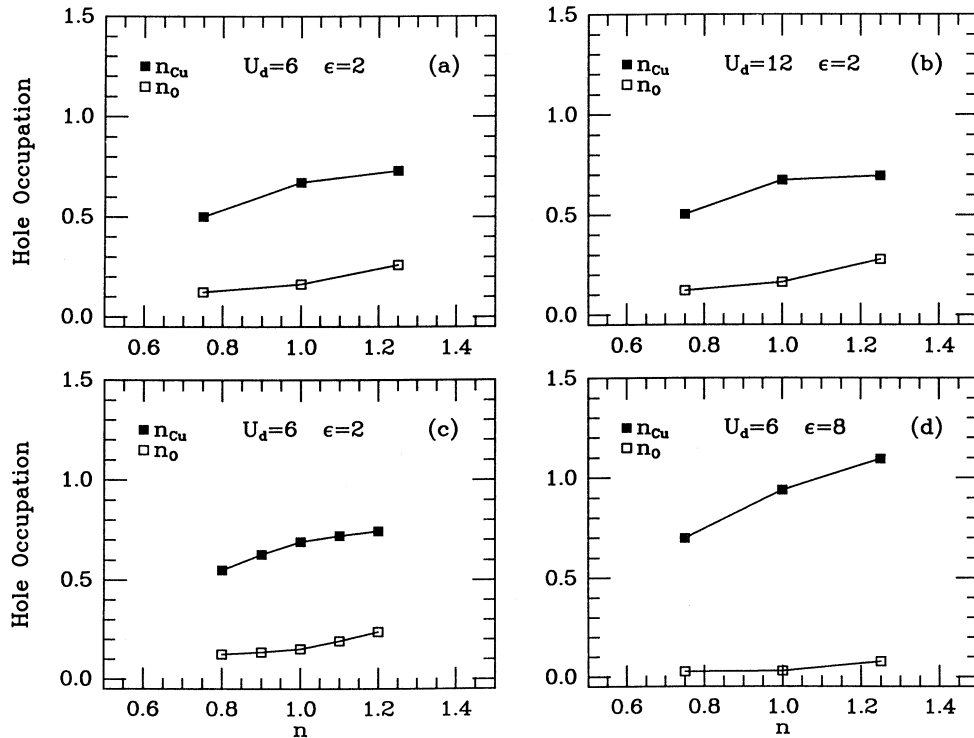 1.5
1.0
0.5
0.0
Hole Occupation
■ n_Cu
□ n_O
U_d=6 ϵ=2 (a)
0.6 0.8 1.0 1.2 1.4
1.5
1.0
0.5
0.0
■ n_Cu
□ n_O
U_d=12 ϵ=2 (b)
0.6 0.8 1.0 1.2 1.4
1.5
1.0
0.5
0.0
Hole Occupation
■ n_Cu
□ n_O
U_d=6 ϵ=2 (c)
0.6 0.8 1.0 1.2 1.4
n
1.5
1.0
0.5
0.0
■ n_Cu
□ n_O
U_d=6 ϵ=8 (d)
0.6 0.8 1.0 1.2 1.4
n